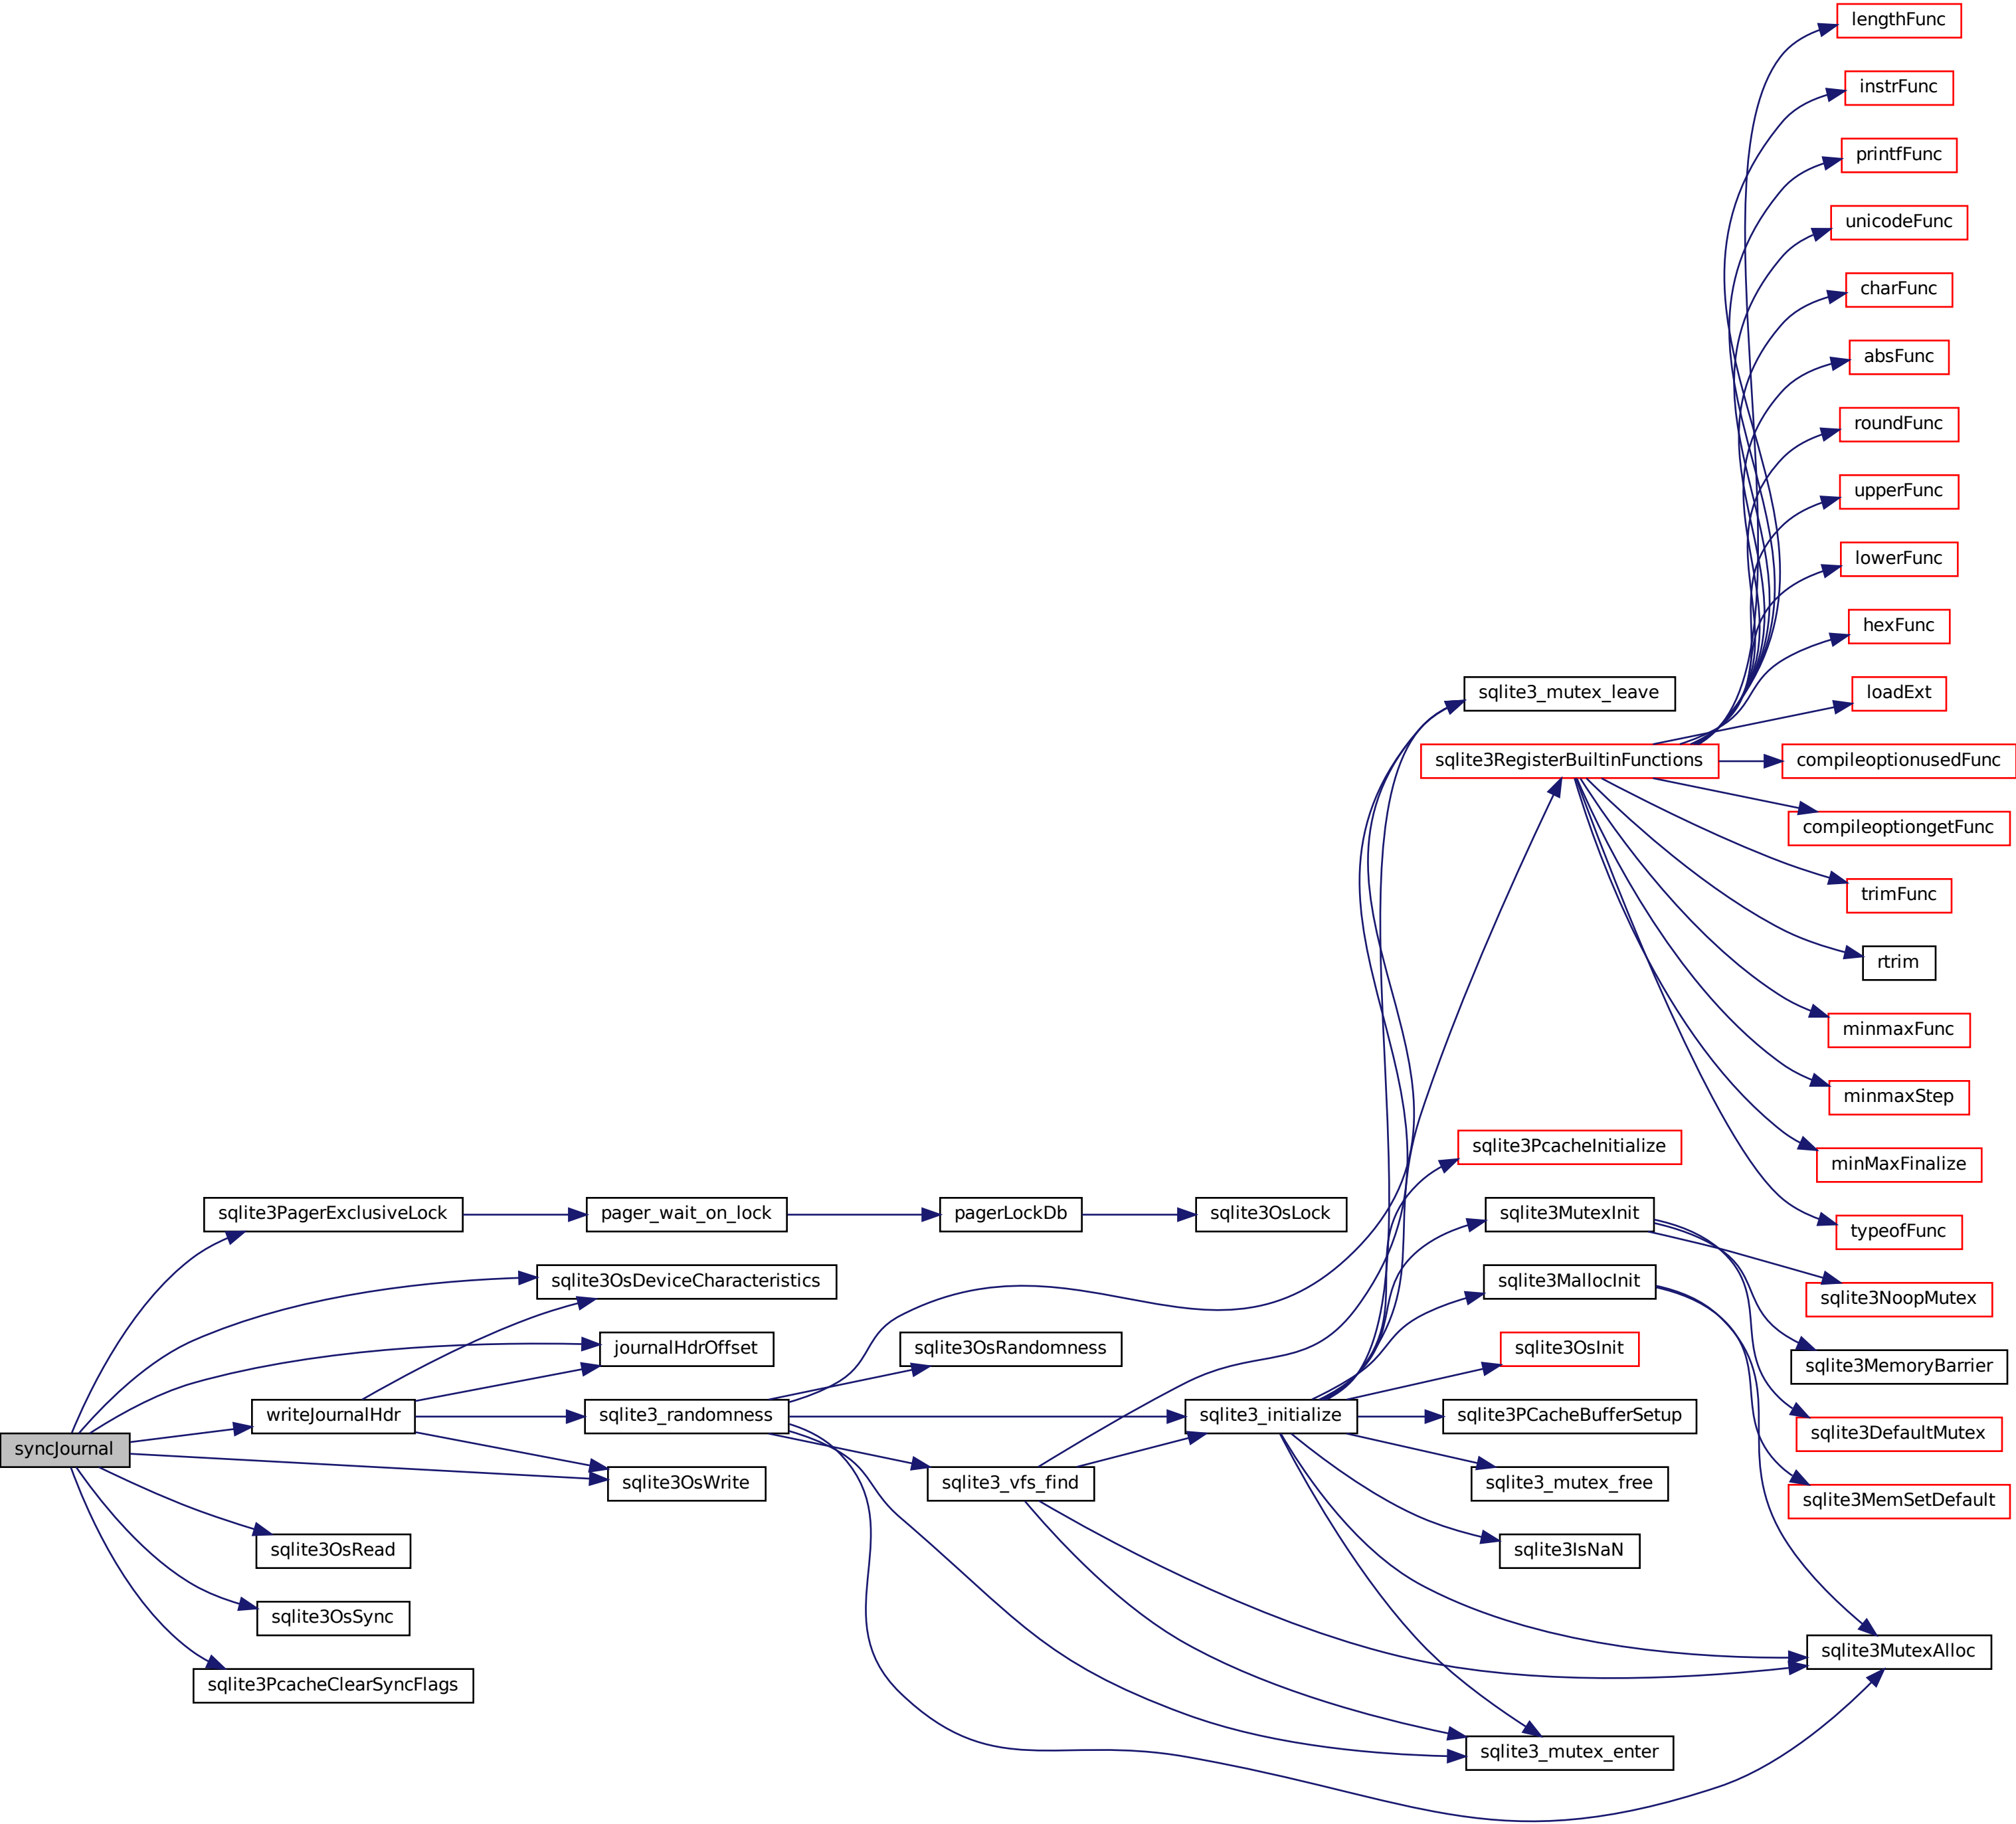 lengthFunc
instrFunc
printfFunc
unicodeFunc
charFunc
absFunc
roundFunc
upperFunc
lowerFunc
hexFunc
sqlite3_mutex_leave
loadExt
sqlite3RegisterBuiltinFunctions
compileoptionusedFunc
compileoptiongetFunc
trimFunc
rtrim
minmaxFunc
minmaxStep
sqlite3PcacheInitialize
minMaxFinalize
sqlite3PagerExclusiveLock
pager_wait_on_lock
pagerLockDb
sqlite3OsLock
sqlite3MutexInit
typeofFunc
sqlite3OsDeviceCharacteristics
sqlite3MallocInit
sqlite3NoopMutex
journalHdrOffset
sqlite3OsRandomness
sqlite3OsInit
sqlite3MemoryBarrier
writeJournalHdr
sqlite3_randomness
sqlite3_initialize
sqlite3PCacheBufferSetup
sqlite3DefaultMutex
syncJournal
sqlite3OsWrite
sqlite3_vfs_find
sqlite3_mutex_free
sqlite3MemSetDefault
sqlite3OsRead
sqlite3IsNaN
sqlite3OsSync
sqlite3MutexAlloc
sqlite3PcacheClearSyncFlags
sqlite3_mutex_enter